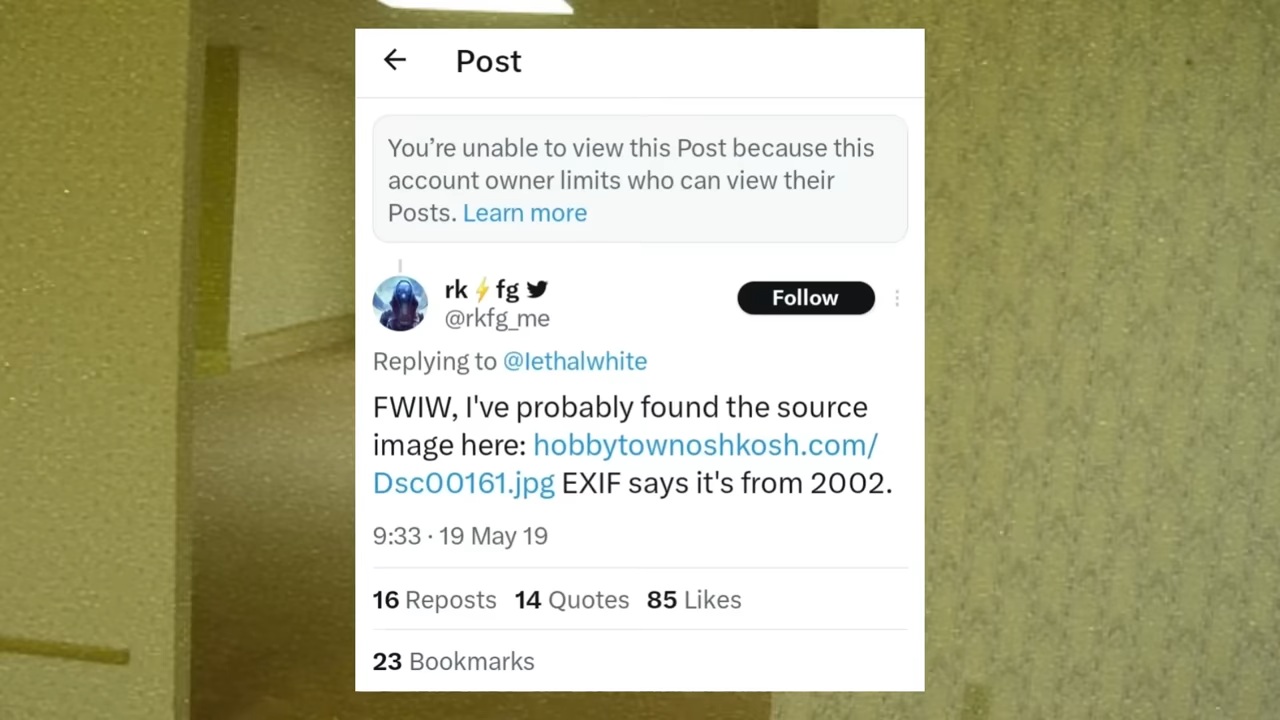 Post
You’re unable to view this Post because this
account owner limits who can view their
Posts. Learn more
rk⚡fg
@rkfg_me
Follow
Replying to @lethalwhite
FWIW, I've probably found the source
image here: hobbytownoshkosh.com/
Dsc00161.jpg EXIF says it's from 2002.
9:33 · 19 May 19
16 Reposts 14 Quotes 85 Likes
23 Bookmarks